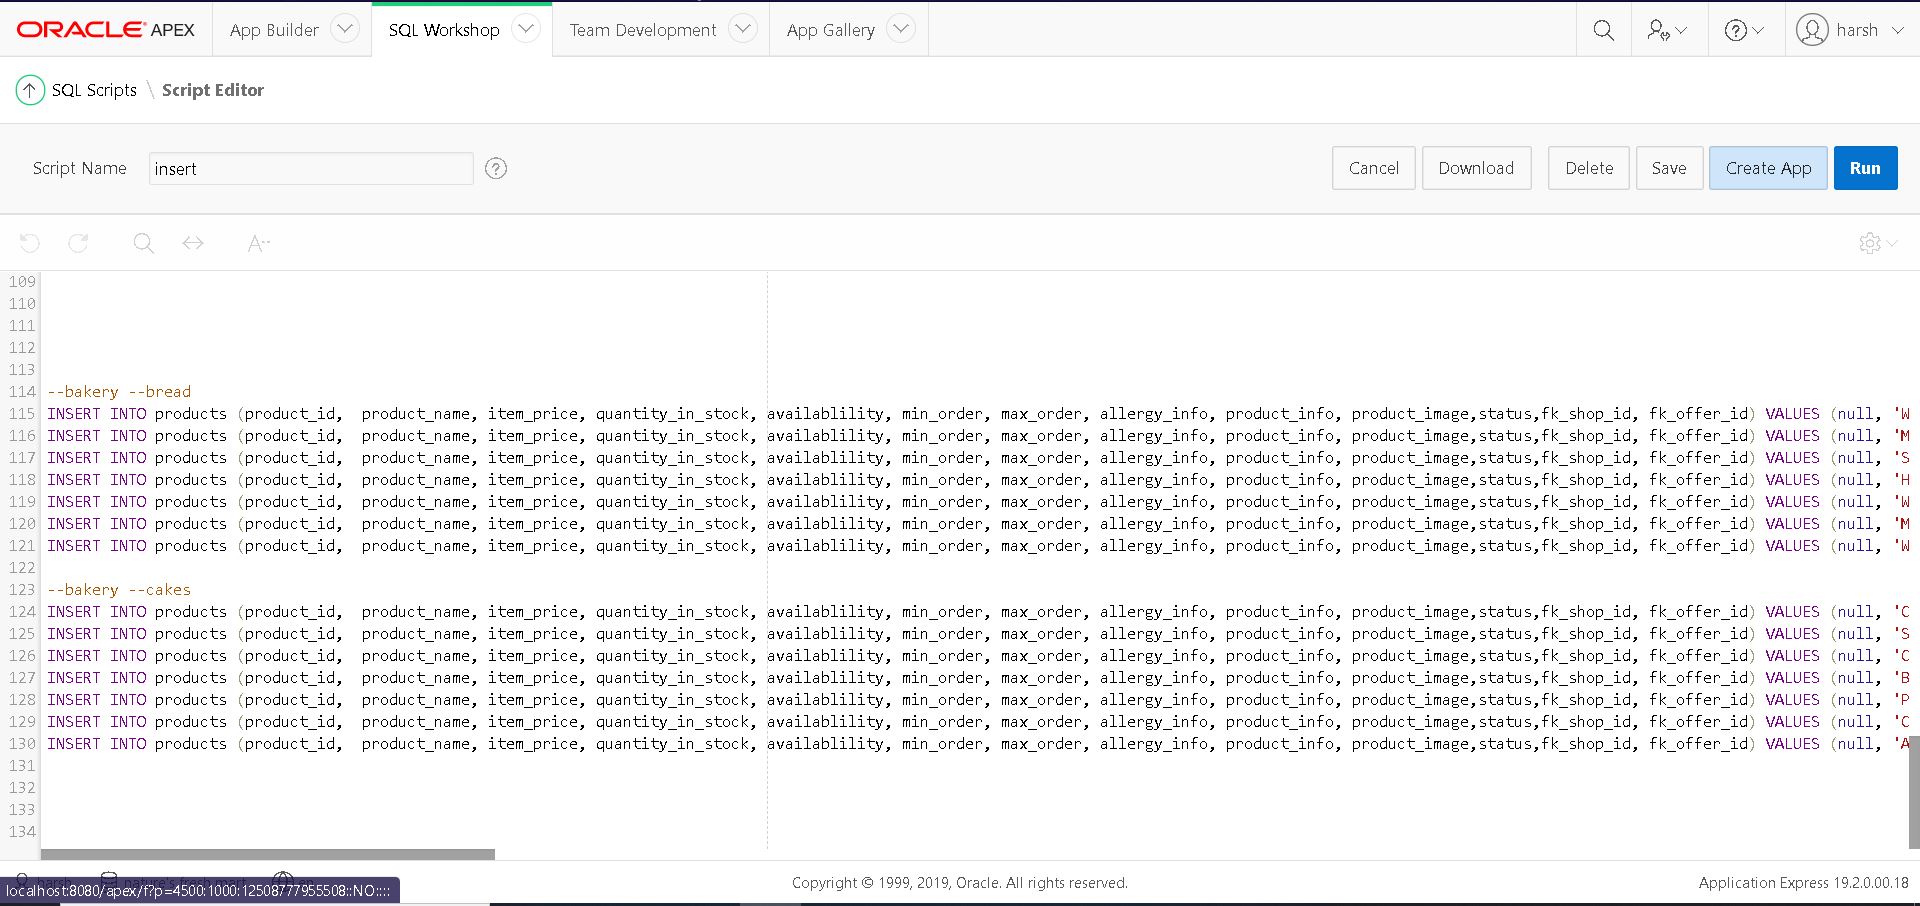 ORACLE APEX App Builder SQL Workshop Team Development App Gallery harsh
SQL Scripts \ Script Editor
Script Name insert Cancel Download Delete Save Create App Run
109
110
111
112
113
114 --bakery --bread
115 INSERT INTO products (product_id,  product_name, item_price, quantity_in_stock, availablility, min_order, max_order, allergy_info, product_info, product_image,status,fk_shop_id, fk_offer_id) VALUES (null, 'W
116 INSERT INTO products (product_id,  product_name, item_price, quantity_in_stock, availablility, min_order, max_order, allergy_info, product_info, product_image,status,fk_shop_id, fk_offer_id) VALUES (null, 'M
117 INSERT INTO products (product_id,  product_name, item_price, quantity_in_stock, availablility, min_order, max_order, allergy_info, product_info, product_image,status,fk_shop_id, fk_offer_id) VALUES (null, 'S
118 INSERT INTO products (product_id,  product_name, item_price, quantity_in_stock, availablility, min_order, max_order, allergy_info, product_info, product_image,status,fk_shop_id, fk_offer_id) VALUES (null, 'H
119 INSERT INTO products (product_id,  product_name, item_price, quantity_in_stock, availablility, min_order, max_order, allergy_info, product_info, product_image,status,fk_shop_id, fk_offer_id) VALUES (null, 'W
120 INSERT INTO products (product_id,  product_name, item_price, quantity_in_stock, availablility, min_order, max_order, allergy_info, product_info, product_image,status,fk_shop_id, fk_offer_id) VALUES (null, 'M
121 INSERT INTO products (product_id,  product_name, item_price, quantity_in_stock, availablility, min_order, max_order, allergy_info, product_info, product_image,status,fk_shop_id, fk_offer_id) VALUES (null, 'W
122
123 --bakery --cakes
124 INSERT INTO products (product_id,  product_name, item_price, quantity_in_stock, availablility, min_order, max_order, allergy_info, product_info, product_image,status,fk_shop_id, fk_offer_id) VALUES (null, 'C
125 INSERT INTO products (product_id,  product_name, item_price, quantity_in_stock, availablility, min_order, max_order, allergy_info, product_info, product_image,status,fk_shop_id, fk_offer_id) VALUES (null, 'S
126 INSERT INTO products (product_id,  product_name, item_price, quantity_in_stock, availablility, min_order, max_order, allergy_info, product_info, product_image,status,fk_shop_id, fk_offer_id) VALUES (null, 'C
127 INSERT INTO products (product_id,  product_name, item_price, quantity_in_stock, availablility, min_order, max_order, allergy_info, product_info, product_image,status,fk_shop_id, fk_offer_id) VALUES (null, 'B
128 INSERT INTO products (product_id,  product_name, item_price, quantity_in_stock, availablility, min_order, max_order, allergy_info, product_info, product_image,status,fk_shop_id, fk_offer_id) VALUES (null, 'P
129 INSERT INTO products (product_id,  product_name, item_price, quantity_in_stock, availablility, min_order, max_order, allergy_info, product_info, product_image,status,fk_shop_id, fk_offer_id) VALUES (null, 'C
130 INSERT INTO products (product_id,  product_name, item_price, quantity_in_stock, availablility, min_order, max_order, allergy_info, product_info, product_image,status,fk_shop_id, fk_offer_id) VALUES (null, 'A
131
132
133
134
Copyright © 1999, 2019, Oracle. All rights reserved. Application Express 19.2.0.00.18
localhost:8080/apex/f?p=4500:1000:12508777955508::NO::::